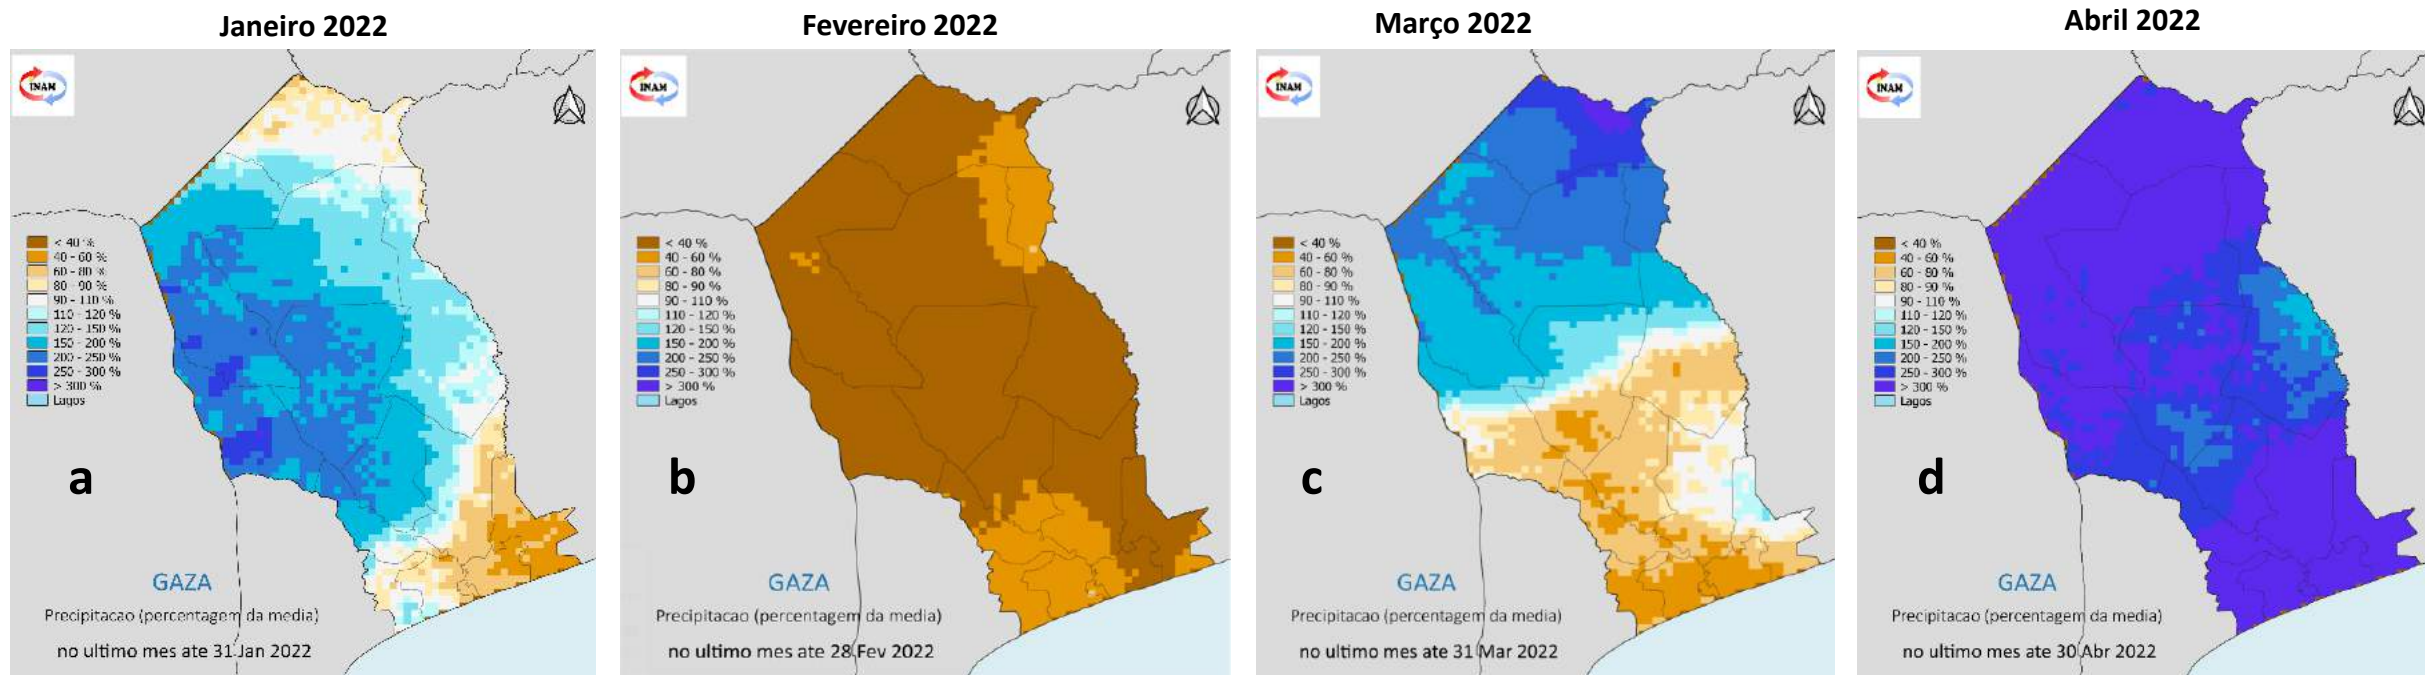 Janeiro 2022
INAM
< 40 %
40 - 60 %
60 - 80 %
80 - 90 %
90 - 110 %
110 - 120 %
120 - 150 %
150 - 200 %
200 - 250 %
250 - 300 %
> 300 %
Lagos
a
GAZA
Precipitacao (percentagem da media)
no ultimo mes ate 31 Jan 2022
Fevereiro 2022
INAM
< 40 %
40 - 60 %
60 - 80 %
80 - 90 %
90 - 110 %
110 - 120 %
120 - 150 %
150 - 200 %
200 - 250 %
250 - 300 %
> 300 %
Lagos
b
GAZA
Precipitacao (percentagem da media)
no ultimo mes ate 28 Fev 2022
Março 2022
INAM
< 40 %
40 - 60 %
60 - 80 %
80 - 90 %
90 - 110 %
110 - 120 %
120 - 150 %
150 - 200 %
200 - 250 %
250 - 300 %
> 300 %
Lagos
c
GAZA
Precipitacao (percentagem da media)
no ultimo mes ate 31 Mar 2022
Abril 2022
INAM
< 40 %
40 - 60 %
60 - 80 %
80 - 90 %
90 - 110 %
110 - 120 %
120 - 150 %
150 - 200 %
200 - 250 %
250 - 300 %
> 300 %
Lagos
d
GAZA
Precipitacao (percentagem da media)
no ultimo mes ate 30 Abr 2022